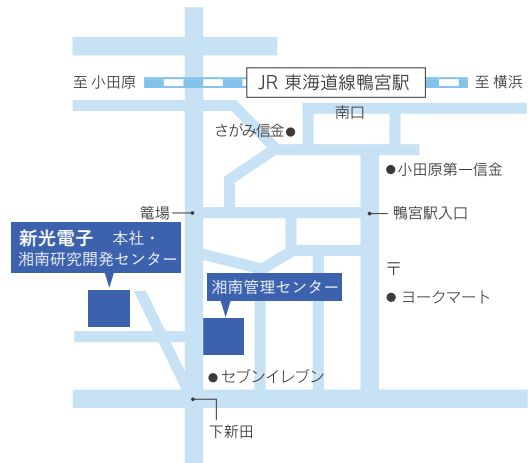 至 小田原
JR 東海道線鴨宮駅
至 横浜
南口
さがみ信金
小田原第一信金
籠場
鴨宮駅入口
新光電子 本社・
湘南研究開発センター
湘南管理センター
〒
ヨークマート
セブンイレブン
下新田